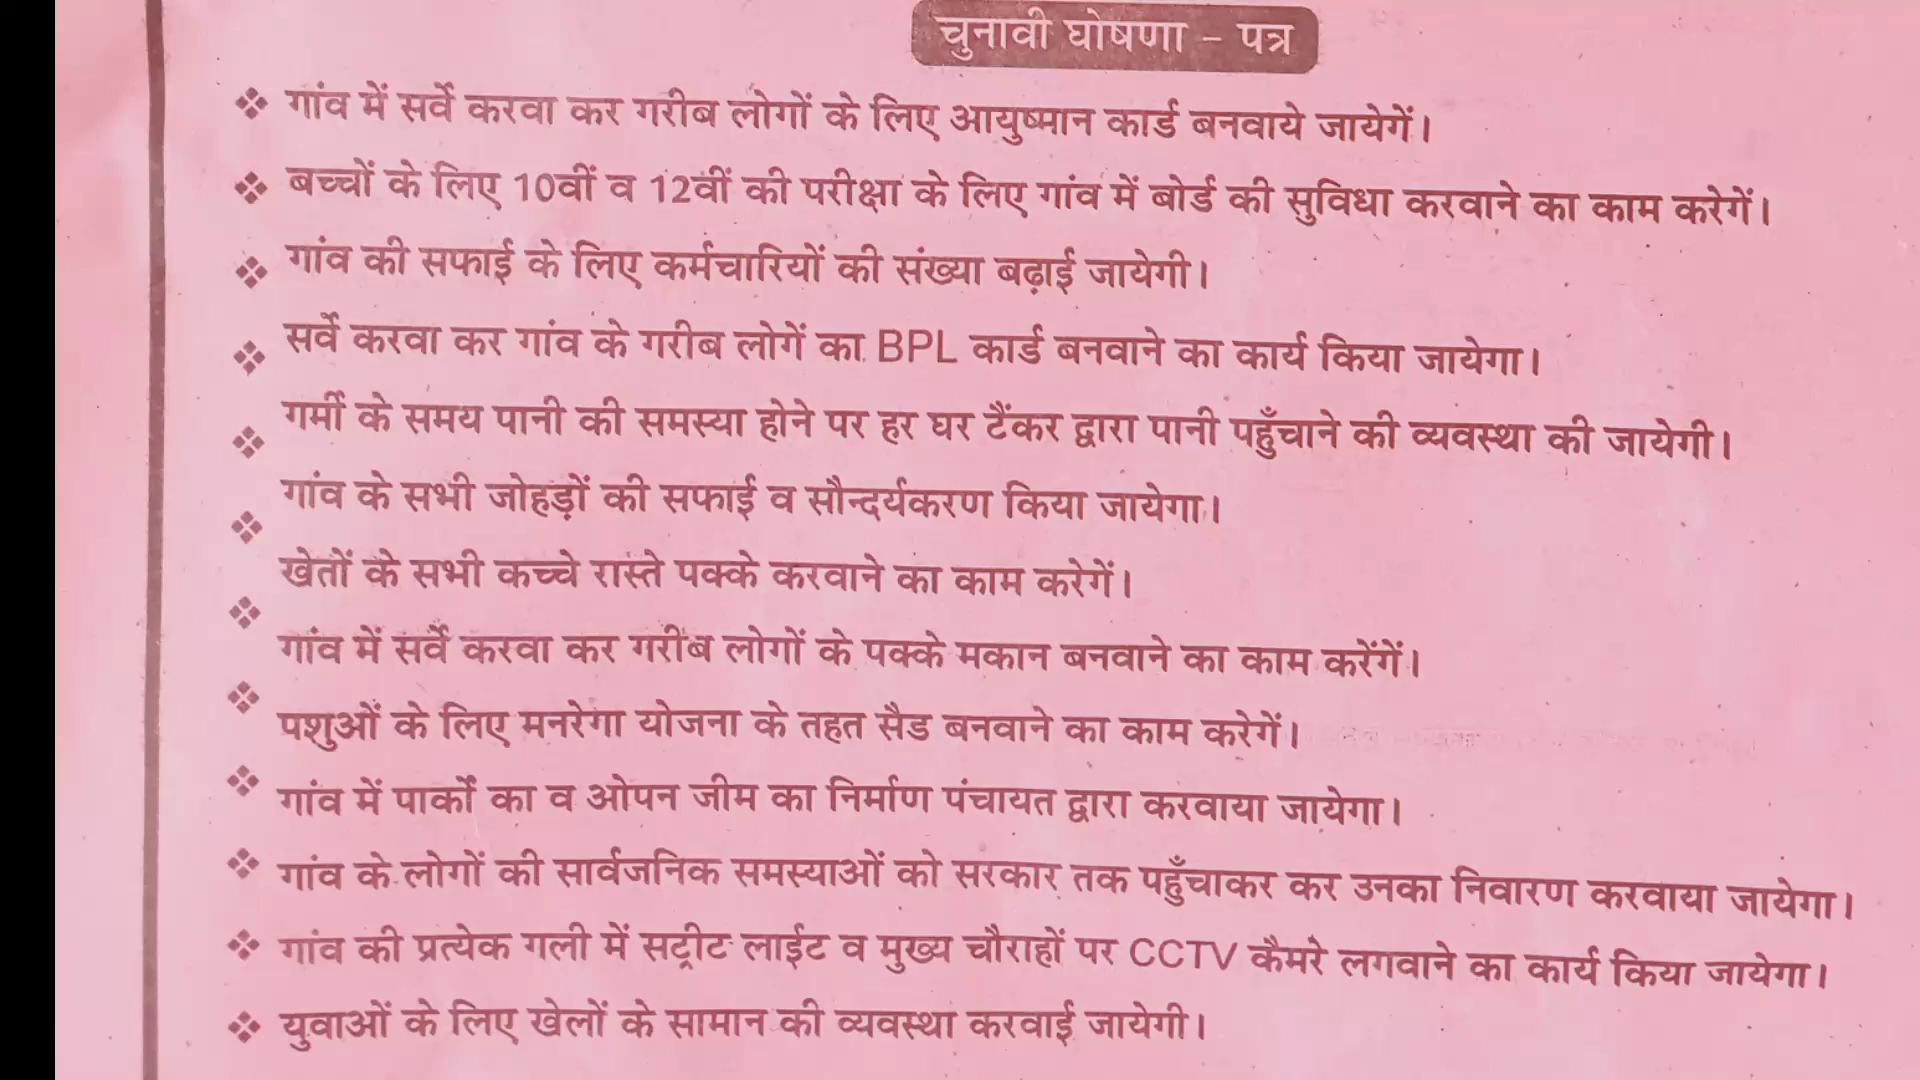 चुनावी घोषणा - पत्र
❖ गांव में सर्वे करवा कर गरीब लोगों के लिए आयुष्मान कार्ड बनवाये जायेगें।
❖ बच्चों के लिए 10वीं व 12वीं की परीक्षा के लिए गांव में बोर्ड की सुविधा करवाने का काम करेगें।
❖ गांव की सफाई के लिए कर्मचारियों की संख्या बढ़ाई जायेगी।
❖ सर्वे करवा कर गांव के गरीब लोगें का BPL कार्ड बनवाने का कार्य किया जायेगा।
❖ गर्मी के समय पानी की समस्या होने पर हर घर टैंकर द्वारा पानी पहुँचाने की व्यवस्था की जायेगी।
❖ गांव के सभी जोहड़ों की सफाई व सौन्दर्यकरण किया जायेगा।
❖ खेतों के सभी कच्चे रास्ते पक्के करवाने का काम करेगें।
❖ गांव में सर्वे करवा कर गरीब लोगों के पक्के मकान बनवाने का काम करेंगें।
❖ पशुओं के लिए मनरेगा योजना के तहत सैड बनवाने का काम करेगें।
❖ गांव में पार्कों का व ओपन जीम का निर्माण पंचायत द्वारा करवाया जायेगा।
❖ गांव के लोगों की सार्वजनिक समस्याओं को सरकार तक पहुँचाकर कर उनका निवारण करवाया जायेगा।
❖ गांव की प्रत्येक गली में सट्रीट लाईट व मुख्य चौराहों पर CCTV कैमरे लगवाने का कार्य किया जायेगा।
❖ युवाओं के लिए खेलों के सामान की व्यवस्था करवाई जायेगी।